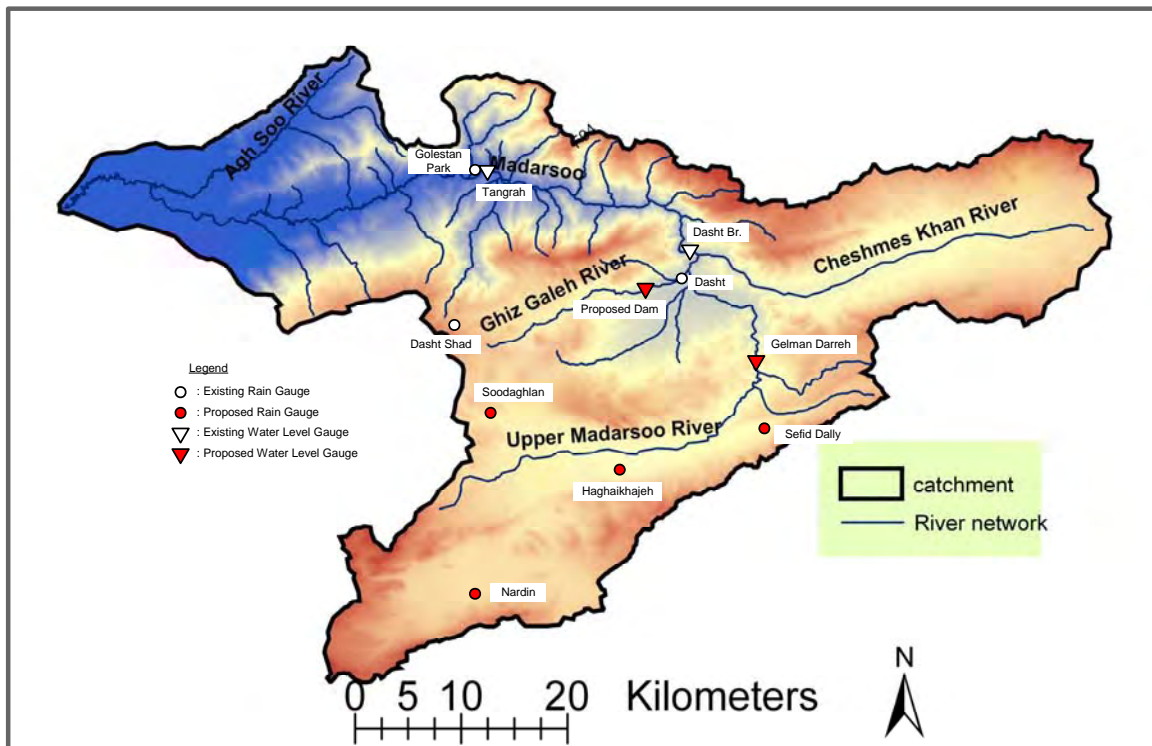 Agh Soo River
Golestan
Park
Madarsoo
Tangrah
Dasht Br.
Cheshmes Khan River
Dasht
Ghiz Galeh River
Proposed Dam
Dasht Shad
Gelman Darreh
Legend
: Existing Rain Gauge
: Proposed Rain Gauge
: Existing Water Level Gauge
: Proposed Water Level Gauge
Soodaghlan
Upper Madarsoo River
Sefid Dally
Haghaikhajeh
catchment
River network
Nardin
N
0 5 10 20 Kilometers